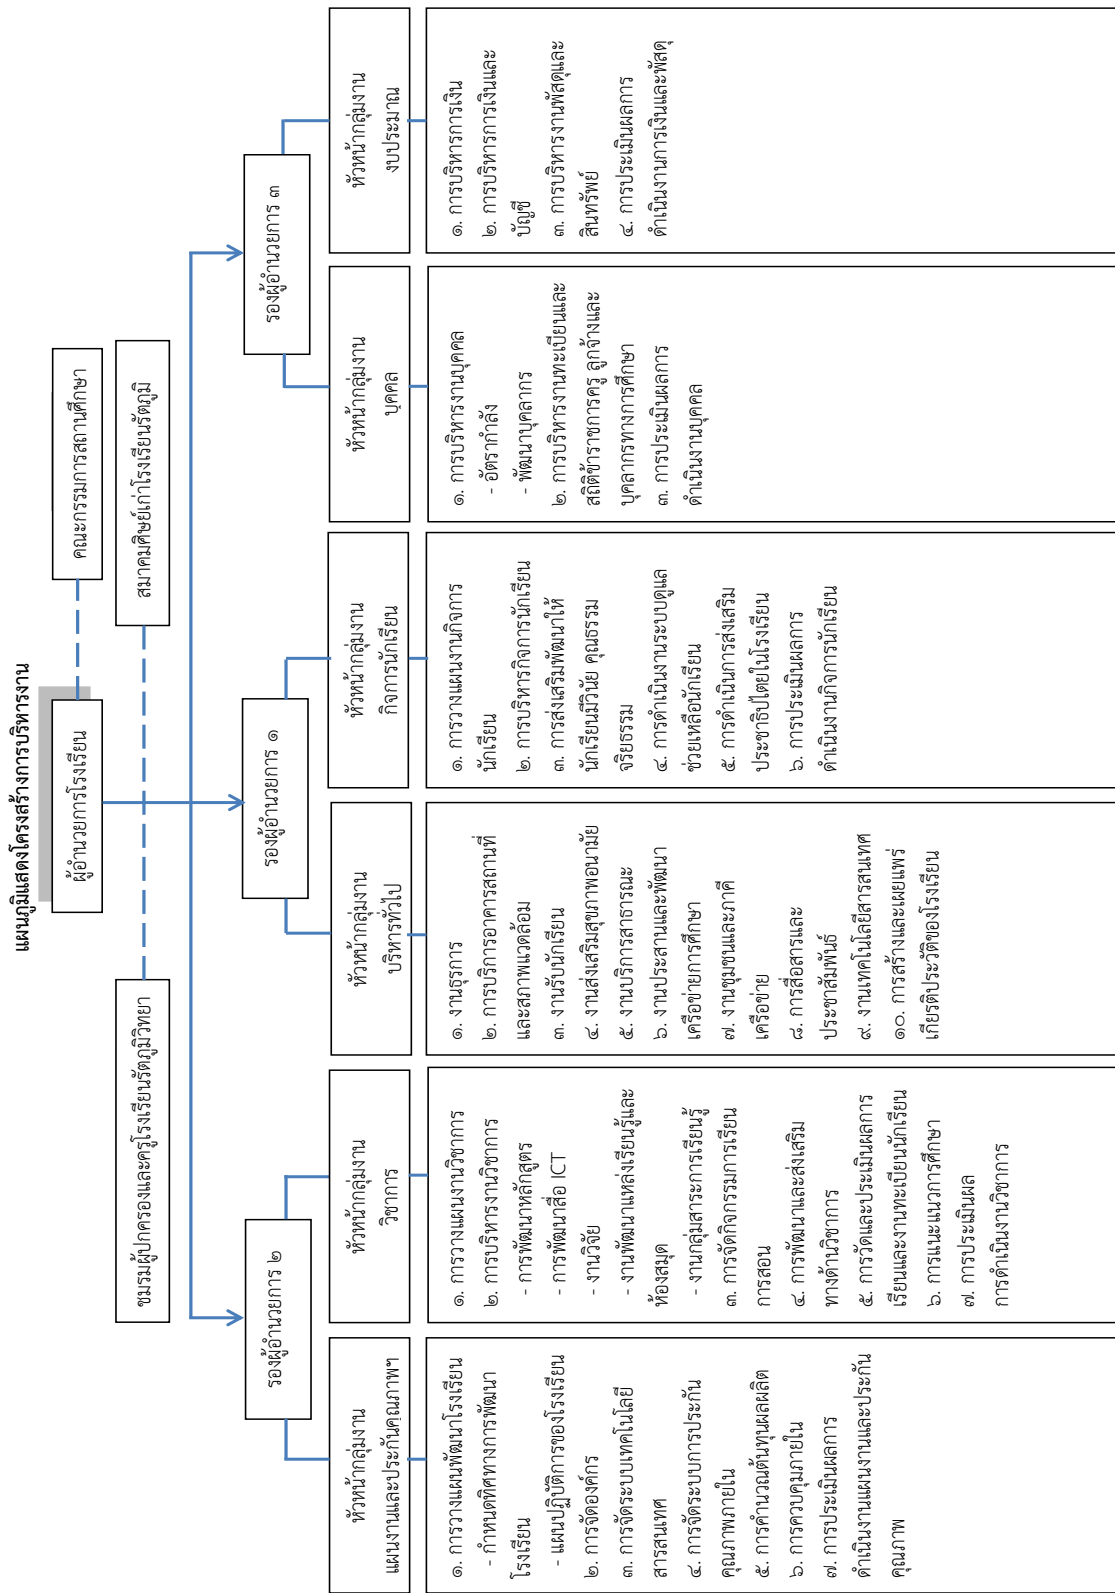 แผนภูมิแสดงโครงสร้างการบริหารงาน
ผู้อำนวยการโรงเรียน
คณะกรรมการสถานศึกษา
ชมรมผู้ปกครองและครูโรงเรียนรัตภูมิวิทยา
สมาคมศิษย์เก่าโรงเรียนรัตภูมิ
รองผู้อำนวยการ ๒
รองผู้อำนวยการ ๑
รองผู้อำนวยการ ๓
หัวหน้ากลุ่มงาน
แผนงานและประกันคุณภาพฯ
๑. การวางแผนพัฒนาโรงเรียน
- กำหนดทิศทางการพัฒนา
โรงเรียน
- แผนปฏิบัติการของโรงเรียน
๒. การจัดองค์กร
๓. การจัดระบบเทคโนโลยี
สารสนเทศ
๔. การจัดระบบการประกัน
คุณภาพภายใน
๕. การคำนวณต้นทุนผลผลิต
๖. การควบคุมภายใน
๗. การประเมินผลการ
ดำเนินงานแผนงานและประกัน
คุณภาพ
หัวหน้ากลุ่มงาน
วิชาการ
๑. การวางแผนงานวิชาการ
๒. การบริหารงานวิชาการ
- การพัฒนาหลักสูตร
- การพัฒนาสื่อ ICT
- งานวิจัย
- งานพัฒนาแหล่งเรียนรู้และ
ห้องสมุด
- งานกลุ่มสาระการเรียนรู้
๓. การจัดกิจกรรมการเรียน
การสอน
๔. การพัฒนาและส่งเสริม
ทางด้านวิชาการ
๕. การวัดและประเมินผลการ
เรียนและงานทะเบียนนักเรียน
๖. การแนะแนวการศึกษา
๗. การประเมินผล
การดำเนินงานวิชาการ
หัวหน้ากลุ่มงาน
บริหารทั่วไป
๑. งานธุรการ
๒. การบริการอาคารสถานที่
และสภาพแวดล้อม
๓. งานรับนักเรียน
๔. งานส่งเสริมสุขภาพอนามัย
๕. งานบริการสาธารณะ
๖. งานประสานและพัฒนา
เครือข่ายการศึกษา
๗. งานชุมชนและภาคี
เครือข่าย
๘. การสื่อสารและ
ประชาสัมพันธ์
๙. งานเทคโนโลยีสารสนเทศ
๑๐. การสร้างและเผยแพร่
เกียรติประวัติของโรงเรียน
หัวหน้ากลุ่มงาน
กิจการนักเรียน
๑. การวางแผนงานกิจการ
นักเรียน
๒. การบริหารกิจการนักเรียน
๓. การส่งเสริมพัฒนาให้
นักเรียนมีวินัย คุณธรรม
จริยธรรม
๔. การดำเนินงานระบบดูแล
ช่วยเหลือนักเรียน
๕. การดำเนินการส่งเสริม
ประชาธิปไตยในโรงเรียน
๖. การประเมินผลการ
ดำเนินงานกิจการนักเรียน
หัวหน้ากลุ่มงาน
บุคคล
๑. การบริหารงานบุคคล
- อัตรากำลัง
- พัฒนาบุคลากร
๒. การบริหารงานทะเบียนและ
สถิติข้าราชการครู ลูกจ้างและ
บุคลากรทางการศึกษา
๓. การประเมินผลการ
ดำเนินงานบุคคล
หัวหน้ากลุ่มงาน
งบประมาณ
๑. การบริหารการเงิน
๒. การบริหารการเงินและ
บัญชี
๓. การบริหารงานพัสดุและ
สินทรัพย์
๔. การประเมินผลการ
ดำเนินงานการเงินและพัสดุ